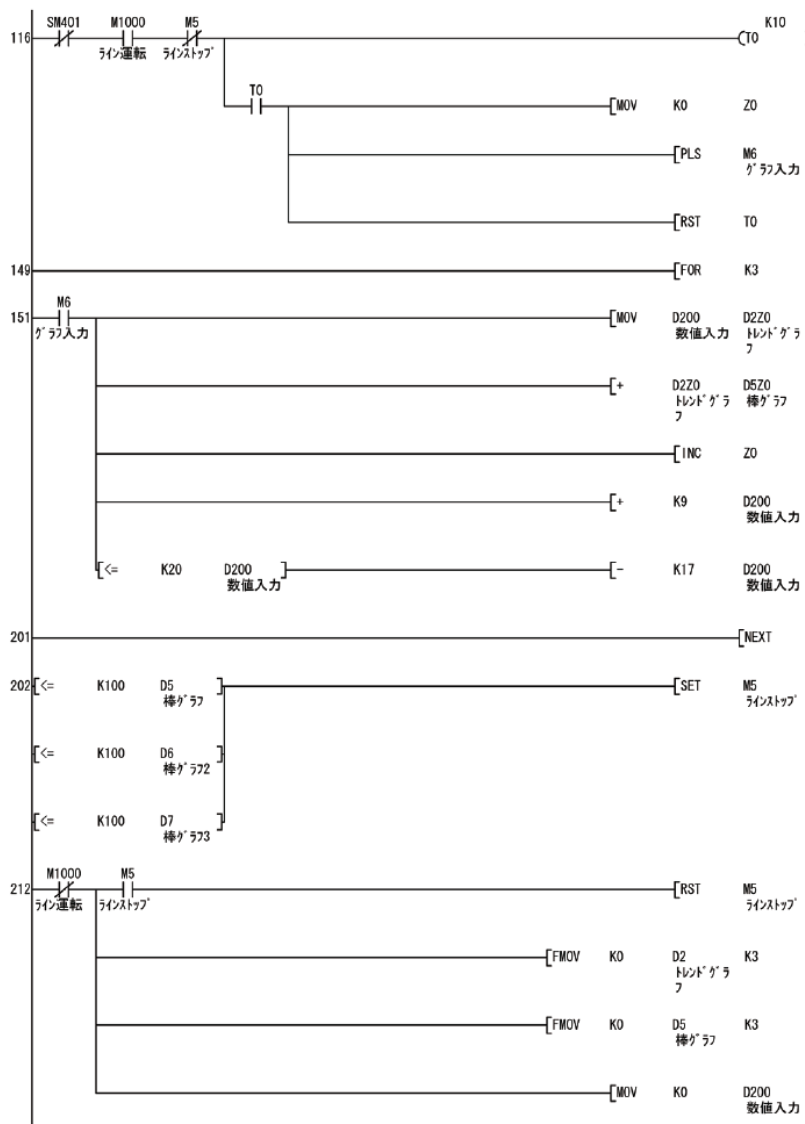 SM401 M1000 M5 K10
116 (T0
ﾗｲﾝ運転 ﾗｲﾝｽﾄｯﾌﾟ
T0
[MOV K0 Z0
[PLS M6
ｸﾞﾗﾌ入力
[RST T0
149 [FOR K3
M6
151 [MOV D200 D2Z0
ｸﾞﾗﾌ入力 数値入力 ﾄﾚﾝﾄﾞｸﾞﾗ
ﾌ
[+ D2Z0 D5Z0
ﾄﾚﾝﾄﾞｸﾞﾗ 棒ｸﾞﾗﾌ
ﾌ
[INC Z0
[+ K9 D200
数値入力
[<= K20 D200 ] [- K17 D200
数値入力 数値入力
201 [NEXT
202 [<= K100 D5 ] [SET M5
棒ｸﾞﾗﾌ ﾗｲﾝｽﾄｯﾌﾟ
[<= K100 D6 ]
棒ｸﾞﾗﾌ2
[<= K100 D7 ]
棒ｸﾞﾗﾌ3
M1000 M5
212 [RST M5
ﾗｲﾝ運転 ﾗｲﾝｽﾄｯﾌﾟ ﾗｲﾝｽﾄｯﾌﾟ
[FMOV K0 D2 K3
ﾄﾚﾝﾄﾞｸﾞﾗ
ﾌ
[FMOV K0 D5 K3
棒ｸﾞﾗﾌ
[MOV K0 D200
数値入力